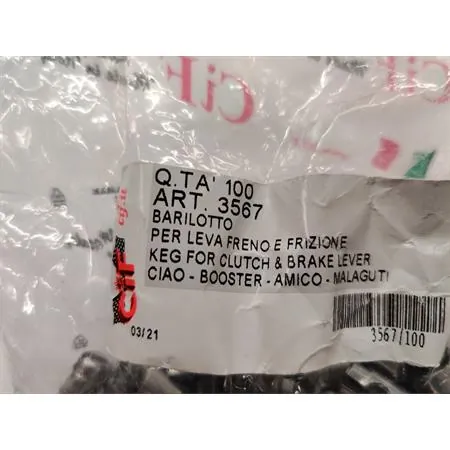 CiF
Q.TA' 100
ART. 3567
BARILOTTO
PER LEVA FRENO E FRIZIONE
KEG FOR CLUTCH & BRAKE LEVER
CIAO - BOOSTER - AMICO - MALAGUTI
CiF
03/21
3567/100